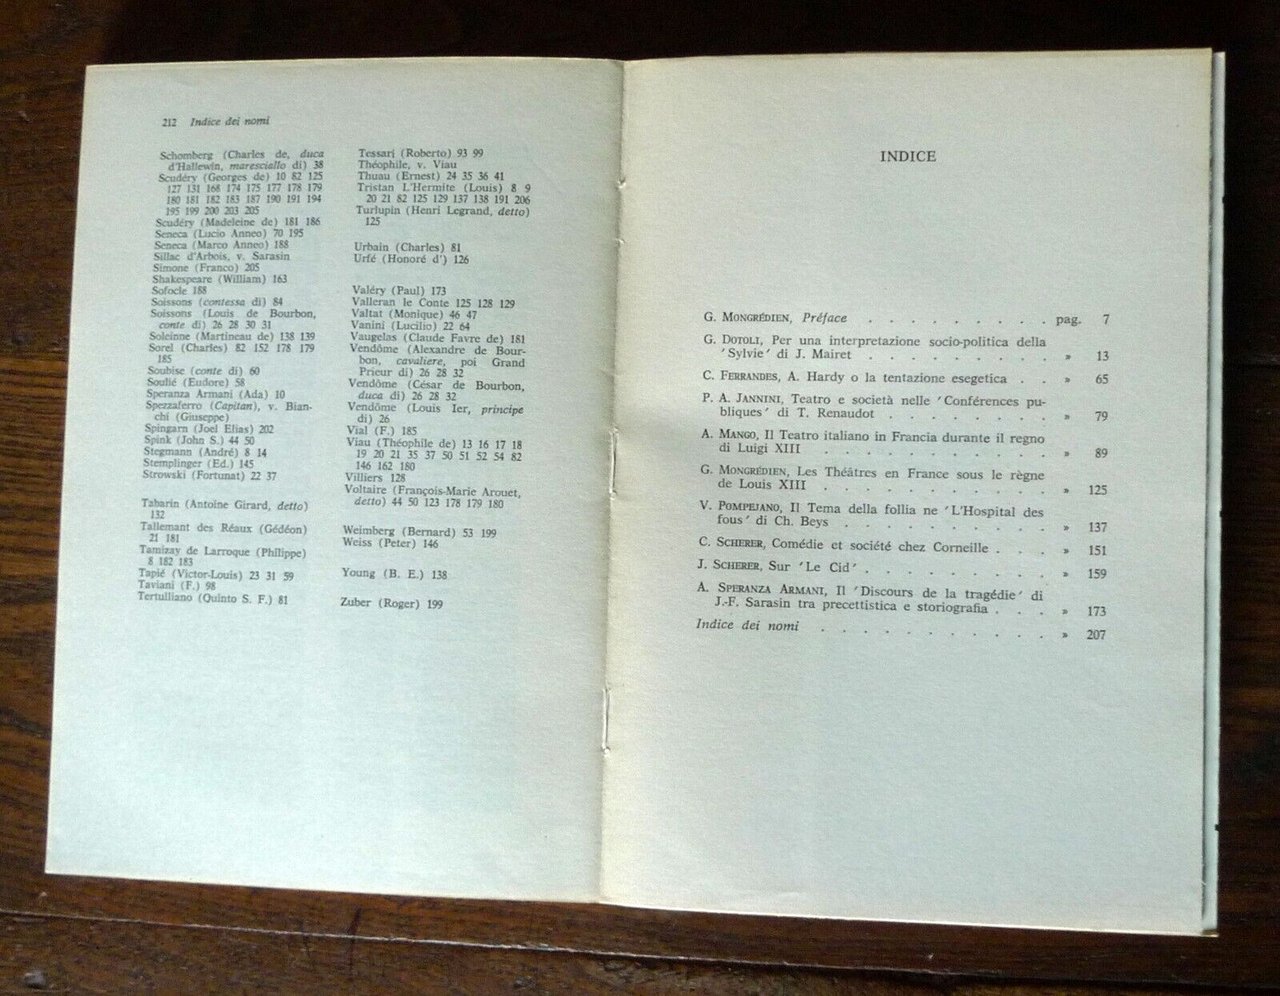 212 Indice dei nomi
Schomberg (Charles de, duca
d'Hallewin, maresciallo di) 38
Scudéry (Georges de) 10 82 125
127 131 168 174 175 177 178 179
180 181 182 183 187 190 191 194
195 199 200 203 205
Scudéry (Madeleine de) 181 186
Seneca (Lucio Anneo) 70 195
Seneca (Marco Anneo) 188
Sillac d'Arbois, v. Sarasin
Simone (Franco) 205
Shakespeare (William) 163
Sofocle 188
Soissons (contessa di) 84
Soissons (Louis de Bourbon,
conte di) 26 28 30 31
Soleinne (Martineau de) 138 139
Sorel (Charles) 82 152 178 179
185
Soubise (conte di) 60
Soulié (Eudore) 58
Speranza Armani (Ada) 10
Spezzaferro (Capitan), v. Bian-
chi (Giuseppe)
Spingarn (Joel Elias) 202
Spink (John S.) 44 50
Stegmann (André) 8 14
Stemplinger (Ed.) 145
Strowski (Fortunat) 22 37
Tabarin (Antoine Girard, detto)
132
Tallemant des Réaux (Gédéon)
21 181
Tamizay de Larroque (Philippe)
8 182 183
Tapié (Victor-Louis) 23 31 59
Taviani (F.) 98
Tertulliano (Quinto S. F.) 81
Tessari (Roberto) 93 99
Théophile, v. Viau
Thuau (Ernest) 24 35 36 41
Tristan L'Hermite (Louis) 8 9
20 21 82 125 129 137 138 191 206
Turlupin (Henri Legrand, detto)
125
Urbain (Charles) 81
Urfé (Honoré d') 126
Valéry (Paul) 173
Valleran le Conte 125 128 129
Valtat (Monique) 46 47
Vanini (Lucilio) 22 64
Vaugelas (Claude Favre de) 181
Vendôme (Alexandre de Bour-
bon, cavaliere, poi Grand
Prieur di) 26 28 32
Vendôme (César de Bourbon,
duca di) 26 28 32
Vendôme (Louis Ier, principe
di) 26
Vial (F.) 185
Viau (Théophile de) 13 16 17 18
19 20 21 35 37 50 51 52 54 82
146 162 180
Villiers 128
Voltaire (François-Marie Arouet,
detto) 44 50 123 178 179 180
Weimberg (Bernard) 53 199
Weiss (Peter) 146
Young (B. E.) 138
Zuber (Roger) 199
INDICE
G. MONGRÉDIEN, Préface . . . . . . . . . pag. 7
G. DOTOLI, Per una interpretazione socio-politica della
'Sylvie' di J. Mairet . . . . . . . . . » 13
C. FERRANDES, A. Hardy o la tentazione esegetica . . » 65
P. A. JANNINI, Teatro e società nelle 'Conférences pu-
bliques' di T. Renaudot . . . . . . . . » 79
A. MANGO, Il Teatro italiano in Francia durante il regno
di Luigi XIII . . . . . . . . . . . » 89
G. MONGRÉDIEN, Les Théâtres en France sous le règne
de Louis XIII . . . . . . . . . . . » 125
V. POMPEJANO, Il Tema della follia ne 'L'Hospital des
fous' di Ch. Beys . . . . . . . . . . » 137
C. SCHERER, Comédie et société chez Corneille . . . » 151
J. SCHERER, Sur 'Le Cid' . . . . . . . . . » 159
A. SPERANZA ARMANI, Il 'Discours de la tragédie' di
J.-F. Sarasin tra precettistica e storiografia . . . » 173
Indice dei nomi . . . . . . . . . . . » 207